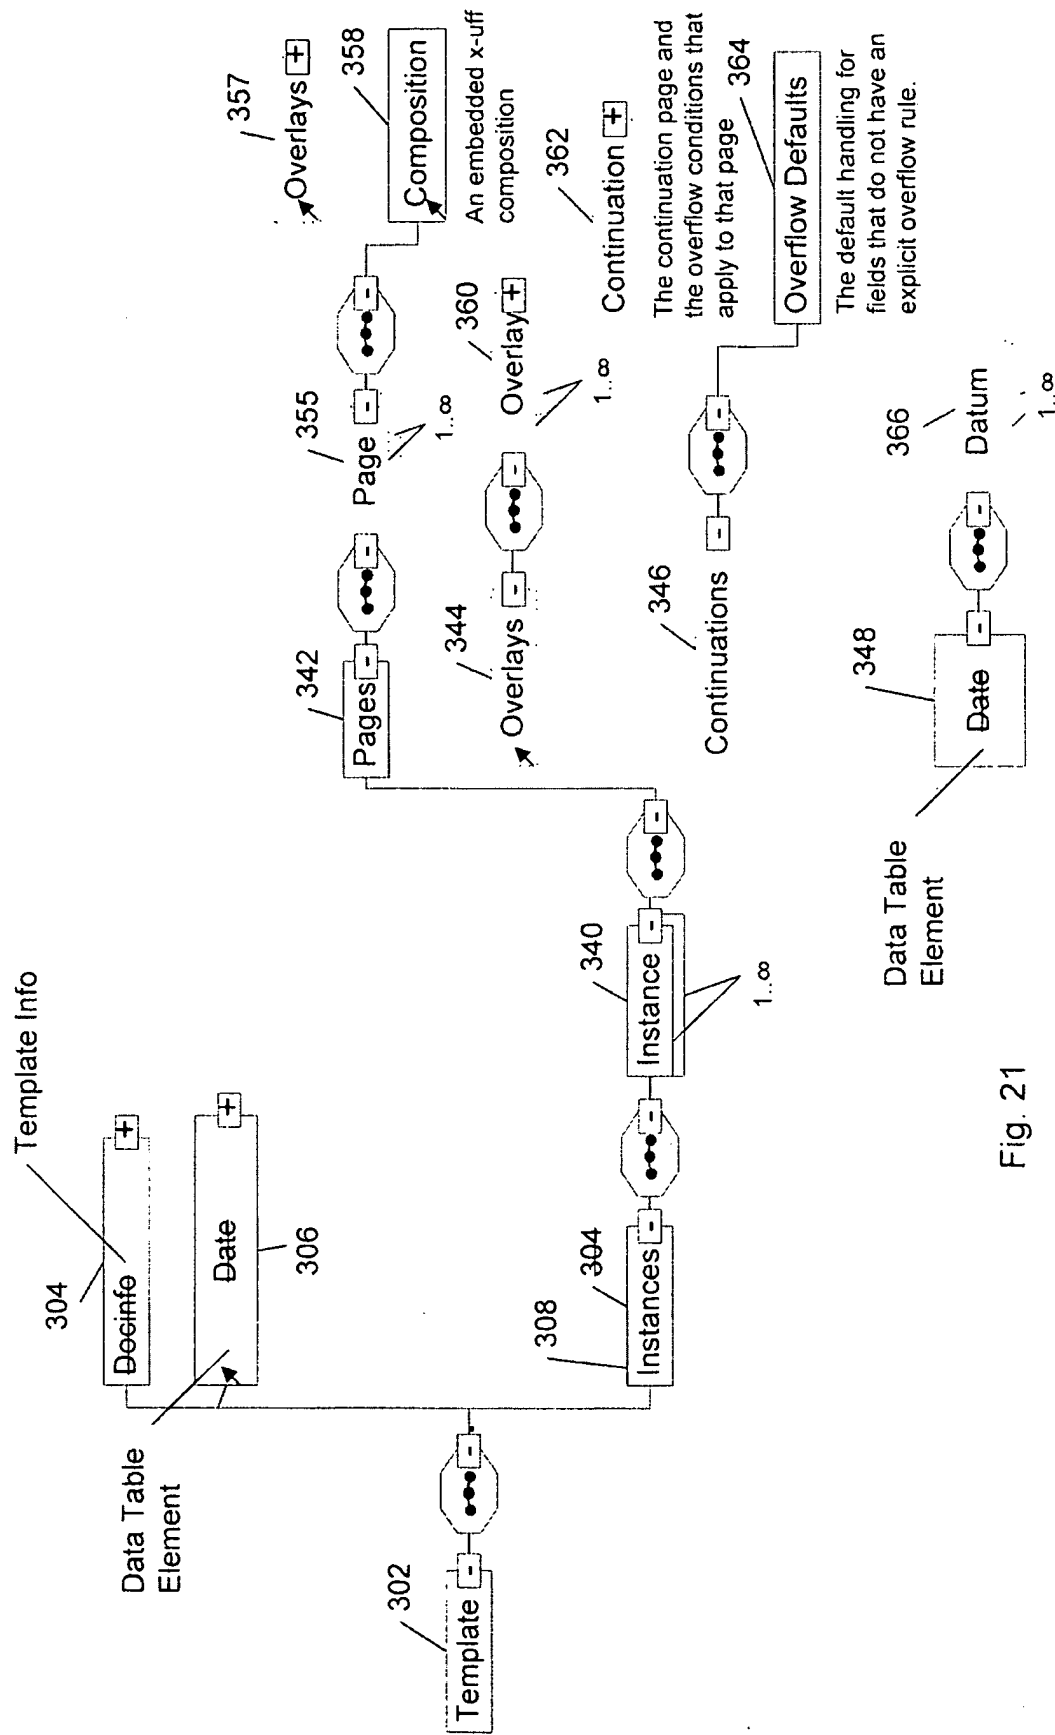 Template Info
304
Docinfo
+
Data Table
Element
Date
+
306
302
Template
-
-
308
304
Instances
-
-
340
Instance
-
-
1..∞
342
Pages
-
-
355
Page
-
-
1..∞
357
Overlays
+
358
Composition
An embedded x-uff
composition
344
Overlays
-
-
360
Overlay
+
1..∞
346
Continuations
-
-
362
Continuation
+
The continuation page and
the overflow conditions that
apply to that page
364
Overflow Defaults
The default handling for
fields that do not have an
explicit overflow rule.
Data Table
Element
348
Date
-
-
366
Datum
1..∞
Fig. 21